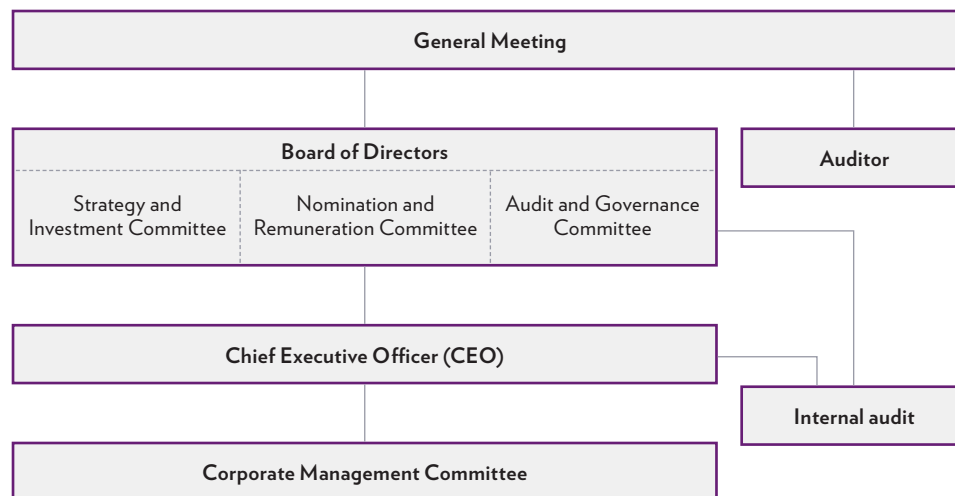 General Meeting
Board of Directors
Auditor
Strategy and
Investment Committee
Nomination and
Remuneration Committee
Audit and Governance
Committee
Chief Executive Officer (CEO)
Internal audit
Corporate Management Committee